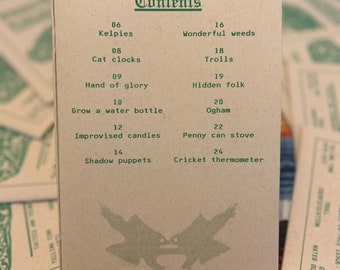 Contents
06
Kelpies
08
Cat clocks
09
Hand of glory
10
Grow a water bottle
12
Improvised candles
14
Shadow puppets
16
Wonderful weeds
18
Trolls
19
Hidden folk
20
Ogham
22
Penny can stove
24
Cricket thermometer